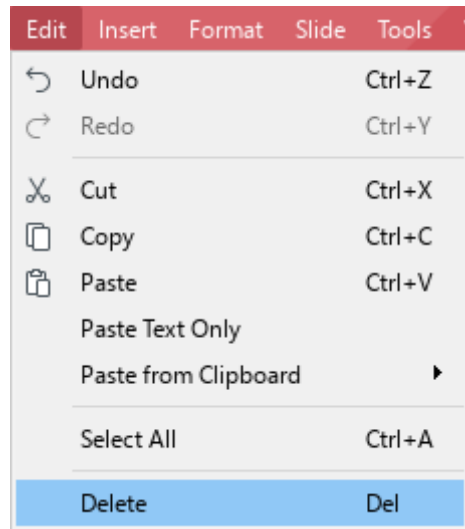 Edit Insert Format Slide Tools
Undo Ctrl+Z
Redo Ctrl+Y
Cut Ctrl+X
Copy Ctrl+C
Paste Ctrl+V
Paste Text Only
Paste from Clipboard
Select All Ctrl+A
Delete Del